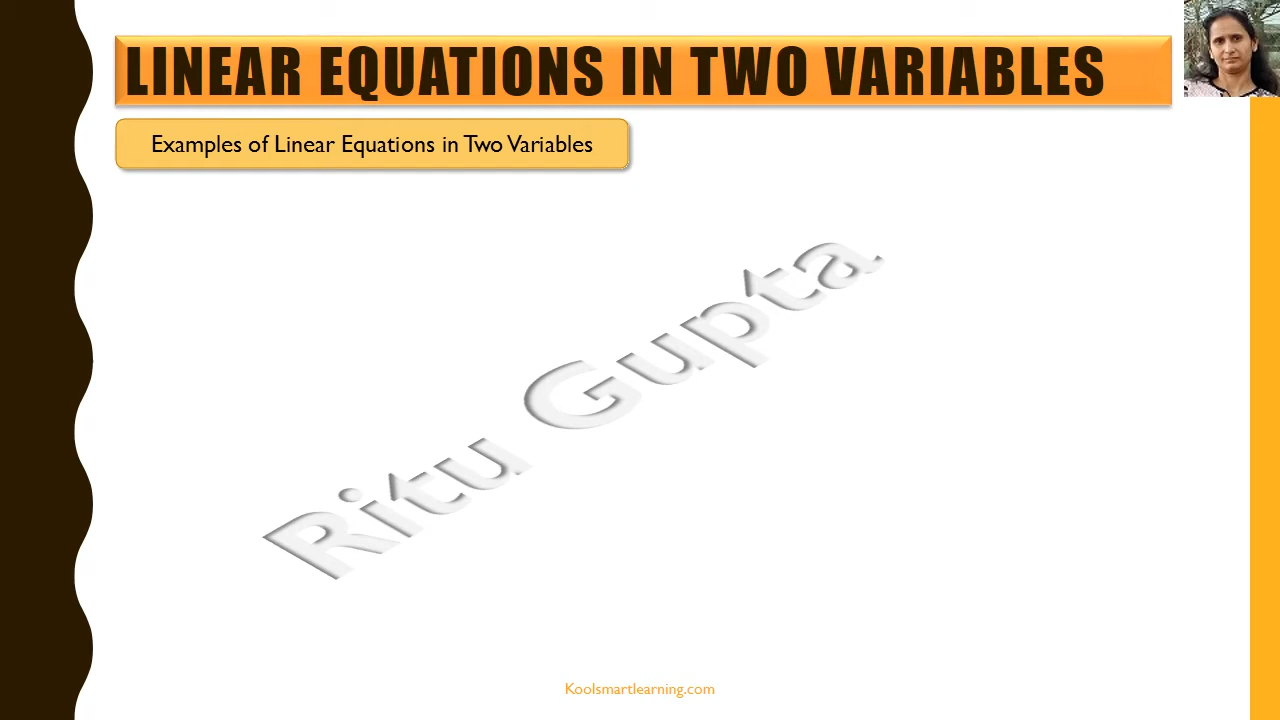 LINEAR EQUATIONS IN TWO VARIABLES
Examples of Linear Equations in Two Variables
Ritu Gupta
Koolsmartlearning.com